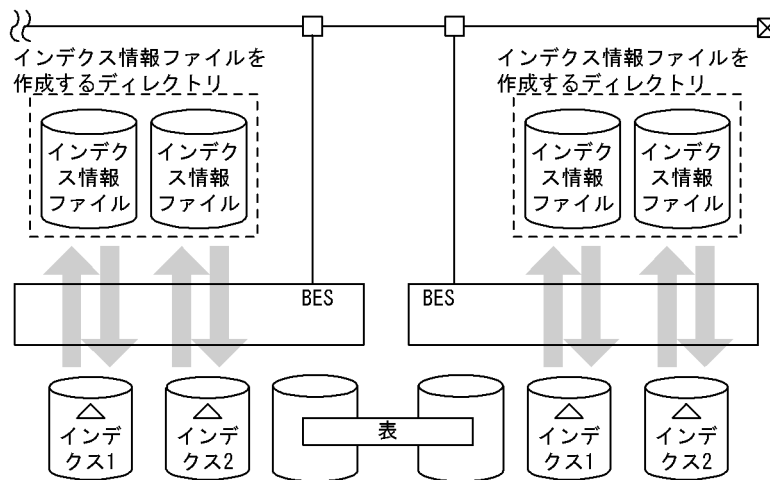 インデクス情報ファイルを
作成するディレクトリ
インデク
ス情報
ファイル
インデク
ス情報
ファイル
インデクス情報ファイルを
作成するディレクトリ
インデク
ス情報
ファイル
インデク
ス情報
ファイル
BES
BES
インデ
クス1
インデ
クス2
表
インデ
クス1
インデ
クス2